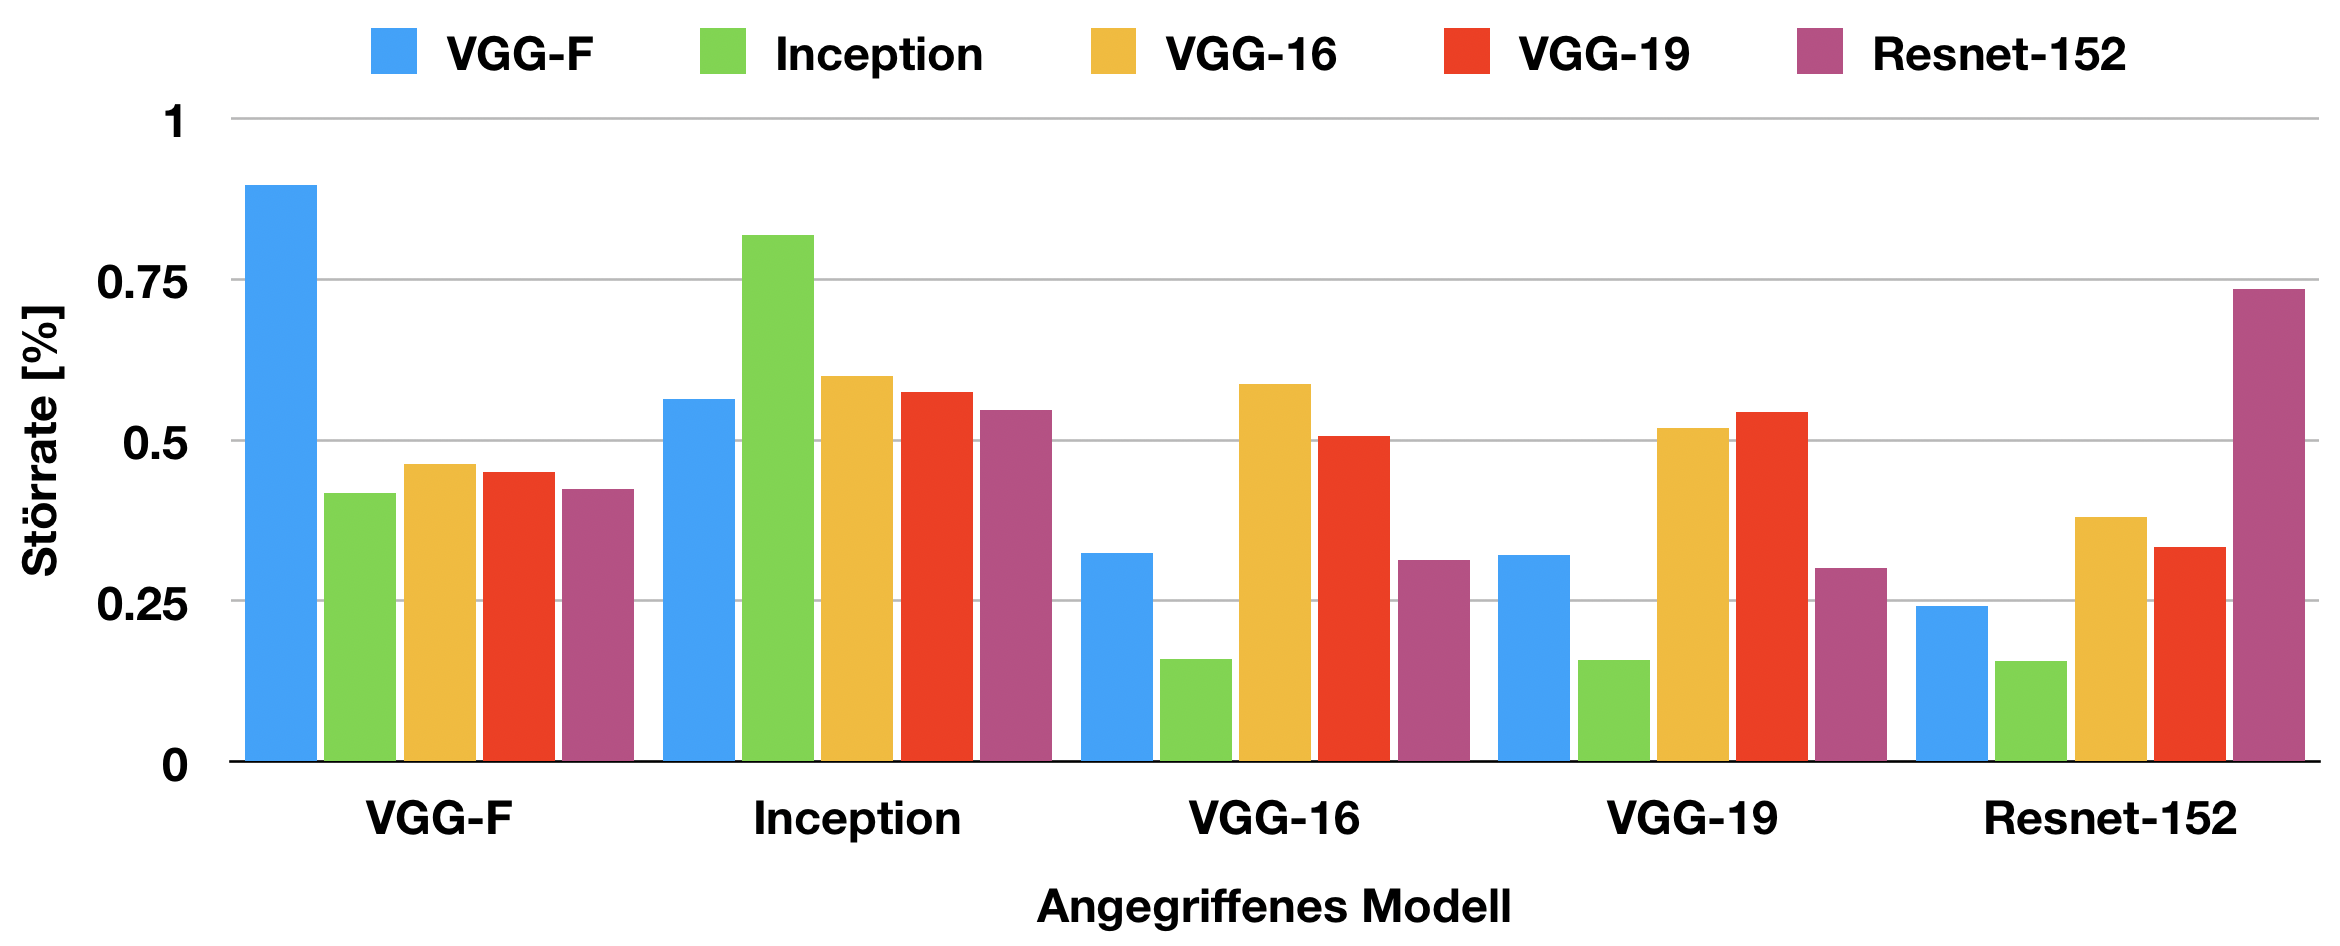 VGG-F Inception VGG-16 VGG-19 Resnet-152
1
0.75
0.5
0.25
0
Störrate [%]
VGG-F Inception VGG-16 VGG-19 Resnet-152
Angegriffenes Modell